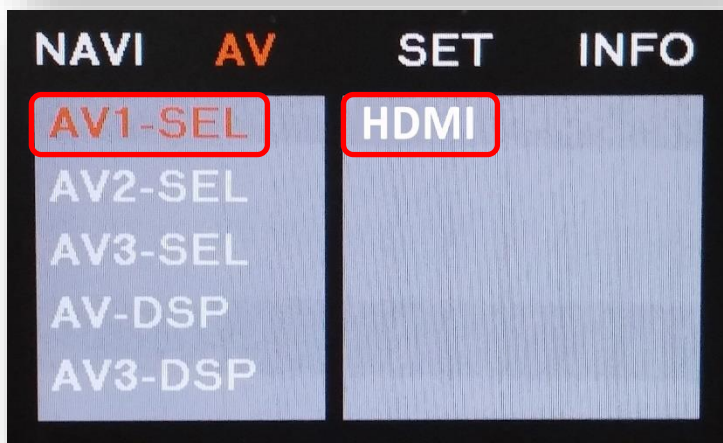 NAVI AV SET INFO
AV1-SEL HDMI
AV2-SEL
AV3-SEL
AV-DSP
AV3-DSP